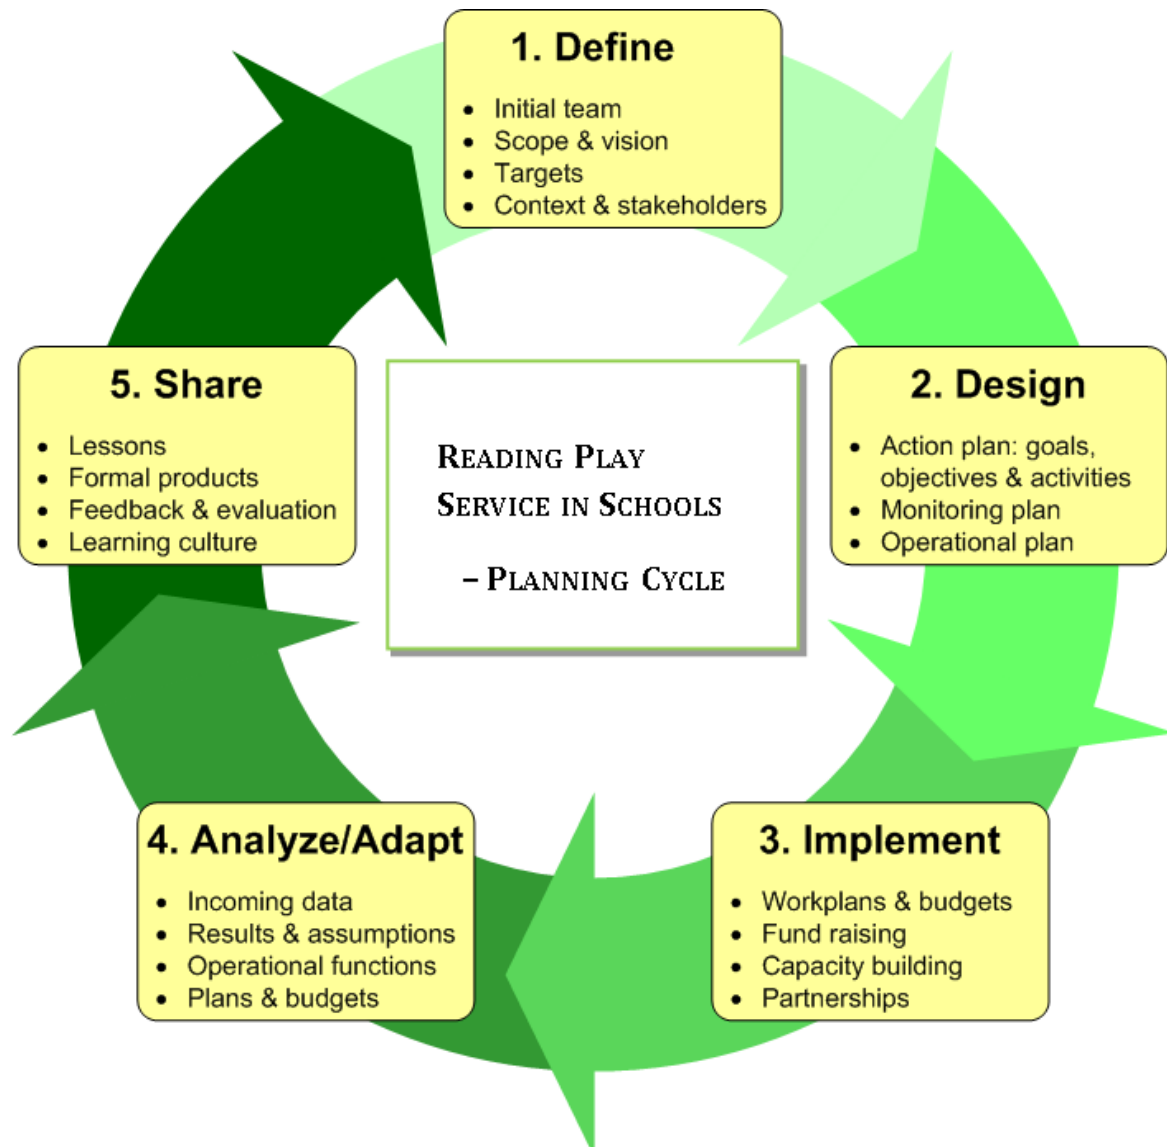 1. Define
• Initial team
• Scope & vision
• Targets
• Context & stakeholders
2. Design
• Action plan: goals,
objectives & activities
• Monitoring plan
• Operational plan
3. Implement
• Workplans & budgets
• Fund raising
• Capacity building
• Partnerships
4. Analyze/Adapt
• Incoming data
• Results & assumptions
• Operational functions
• Plans & budgets
5. Share
• Lessons
• Formal products
• Feedback & evaluation
• Learning culture
READING PLAY
SERVICE IN SCHOOLS
– PLANNING CYCLE